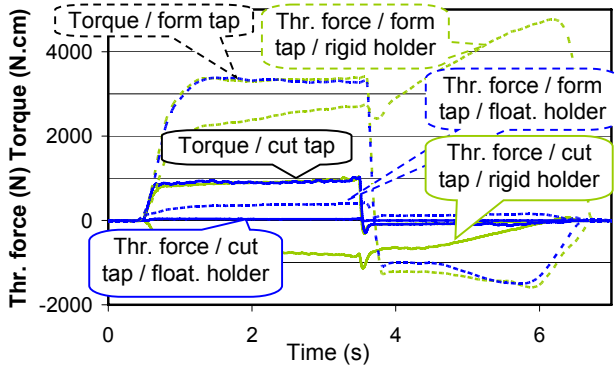 Thr. force (N) Torque (N.cm)
4000
2000
0
-2000
0
2
4
6
Time (s)
Torque / form tap
Thr. force / form
tap / rigid holder
Thr. force / form
tap / float. holder
Torque / cut tap
Thr. force / cut
tap / rigid holder
Thr. force / cut
tap / float. holder